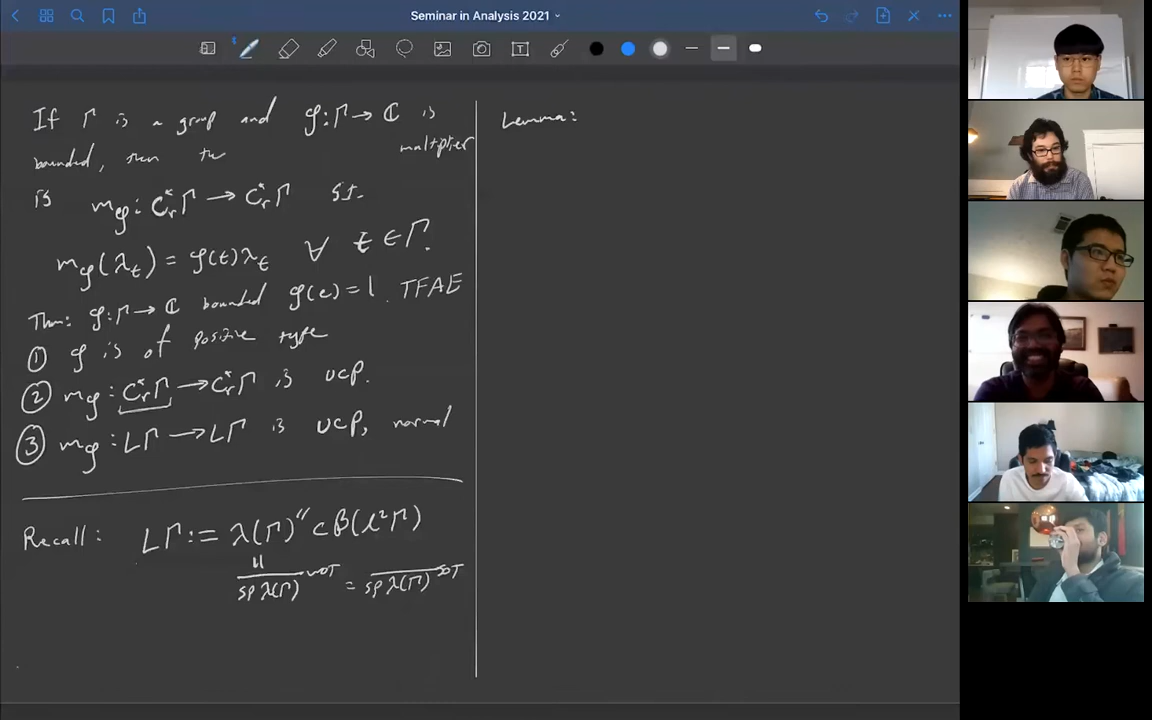 Seminar in Analysis 2021
If Γ is a group and φ: Γ → ℂ is
bounded, then the multiplier
is m_φ: C*_r Γ → C*_r Γ s.t.
m_φ(λ_t) = φ(t)λ_t ∀ t ∈ Γ.
Thm: φ: Γ → ℂ bounded φ(e) = 1. TFAE
① φ is of positive type
② m_φ: C*_r Γ → C*_r Γ is UCP.
③ m_φ: LΓ → LΓ is UCP, normal
Recall: LΓ := λ(Γ)'' ⊂ B(l²Γ)
sp λ(Γ) WOT = sp λ(Γ) SOT
Lemma: